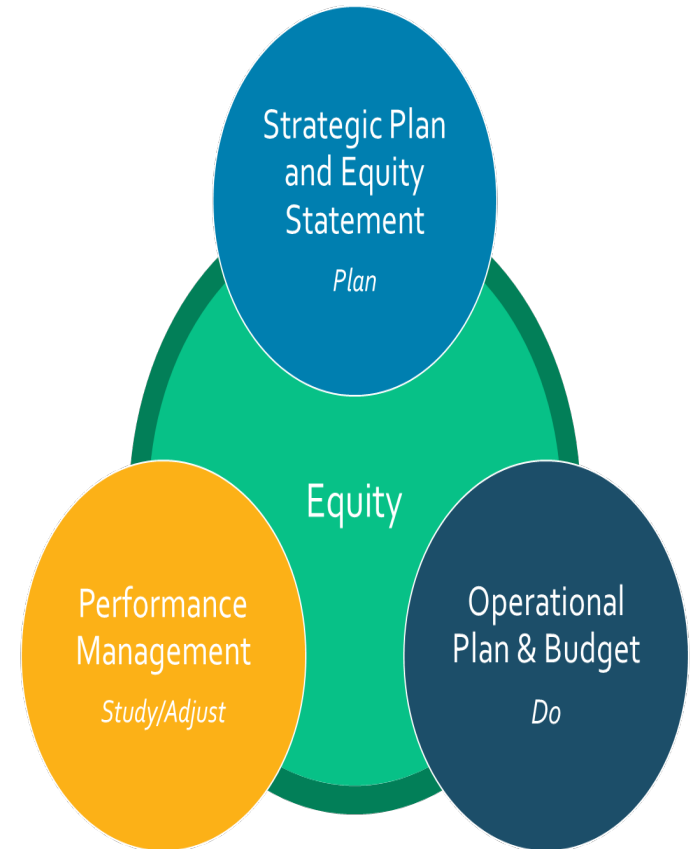 Strategic Plan
and Equity
Statement
Plan
Equity
Performance
Management
Study/Adjust
Operational
Plan & Budget
Do